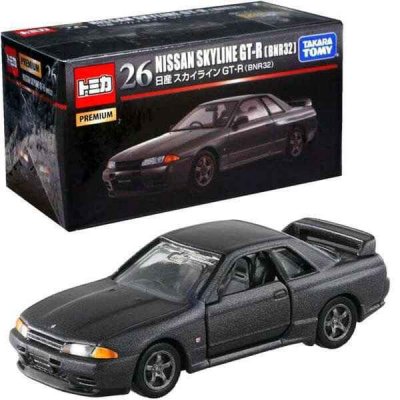 トミカ
PREMIUM
26 NISSAN SKYLINE GT-R (BNR32)
日産 スカイライン GT-R (BNR32)
TAKARA
TOMY